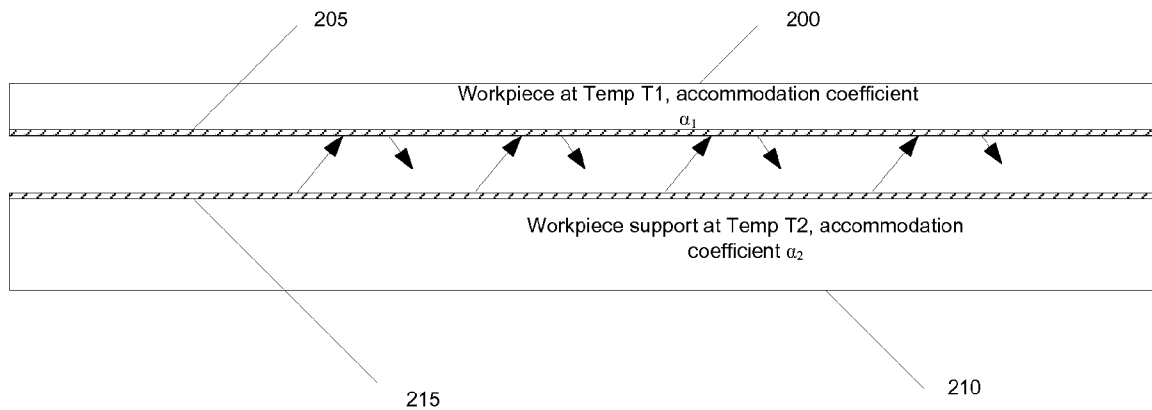 205
200
Workpiece at Temp T1, accommodation coefficient
α1
Workpiece support at Temp T2, accommodation
coefficient α2
215
210